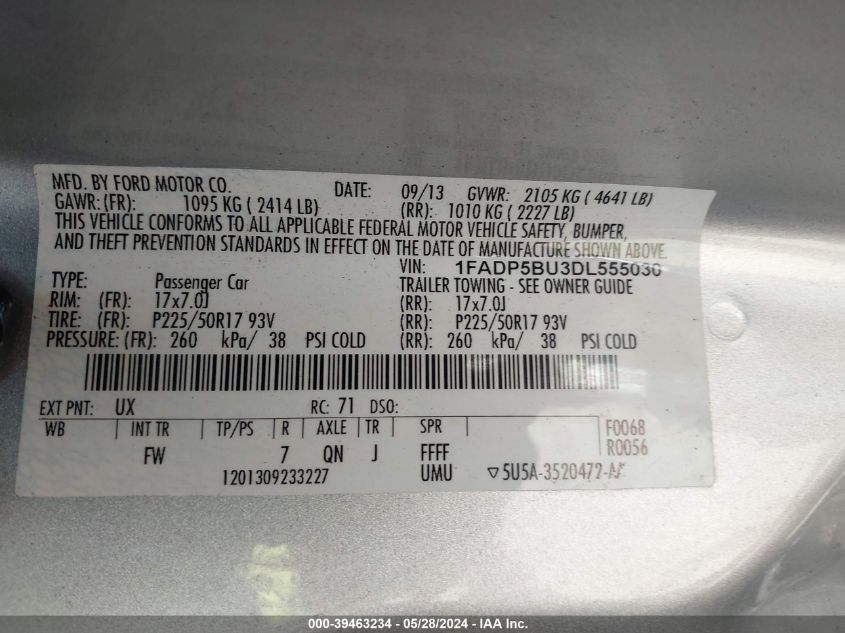 MFD. BY FORD MOTOR CO. DATE: 09/13 GVWR: 2105 KG ( 4641 LB)
GAWR: (FR): 1095 KG ( 2414 LB) (RR): 1010 KG ( 2227 LB)
THIS VEHICLE CONFORMS TO ALL APPLICABLE FEDERAL MOTOR VEHICLE SAFETY, BUMPER,
AND THEFT PREVENTION STANDARDS IN EFFECT ON THE DATE OF MANUFACTURE SHOWN ABOVE.
VIN: 1FADP5BU3DL555030
TYPE: Passenger Car TRAILER TOWING - SEE OWNER GUIDE
RIM: (FR): 17x7.0J (RR): 17x7.0J
TIRE: (FR): P225/50R17 93V (RR): P225/50R17 93V
PRESSURE: (FR): 260 kPa/ 38 PSI COLD (RR): 260 kPa/ 38 PSI COLD
EXT PNT: UX RC: 71 DSO:
WB INT TR TP/PS R AXLE TR SPR F0068
FW 7 QN J FFFF R0056
1201309233227 UMU ▽5U5A-3520472-
000-39463234 - 05/28/2024 - IAA Inc.